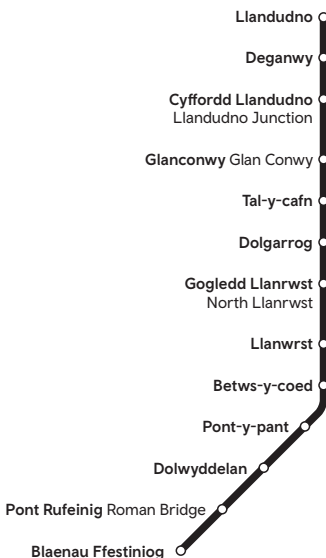 Llandudno
Deganwy
Cyffordd Llandudno
Llandudno Junction
Glanconwy Glan Conwy
Tal-y-cafn
Dolgarrog
Gogledd Llanrwst
North Llanrwst
Llanwrst
Betws-y-coed
Pont-y-pant
Dolwyddelan
Pont Rufeinig Roman Bridge
Blaenau Ffestiniog